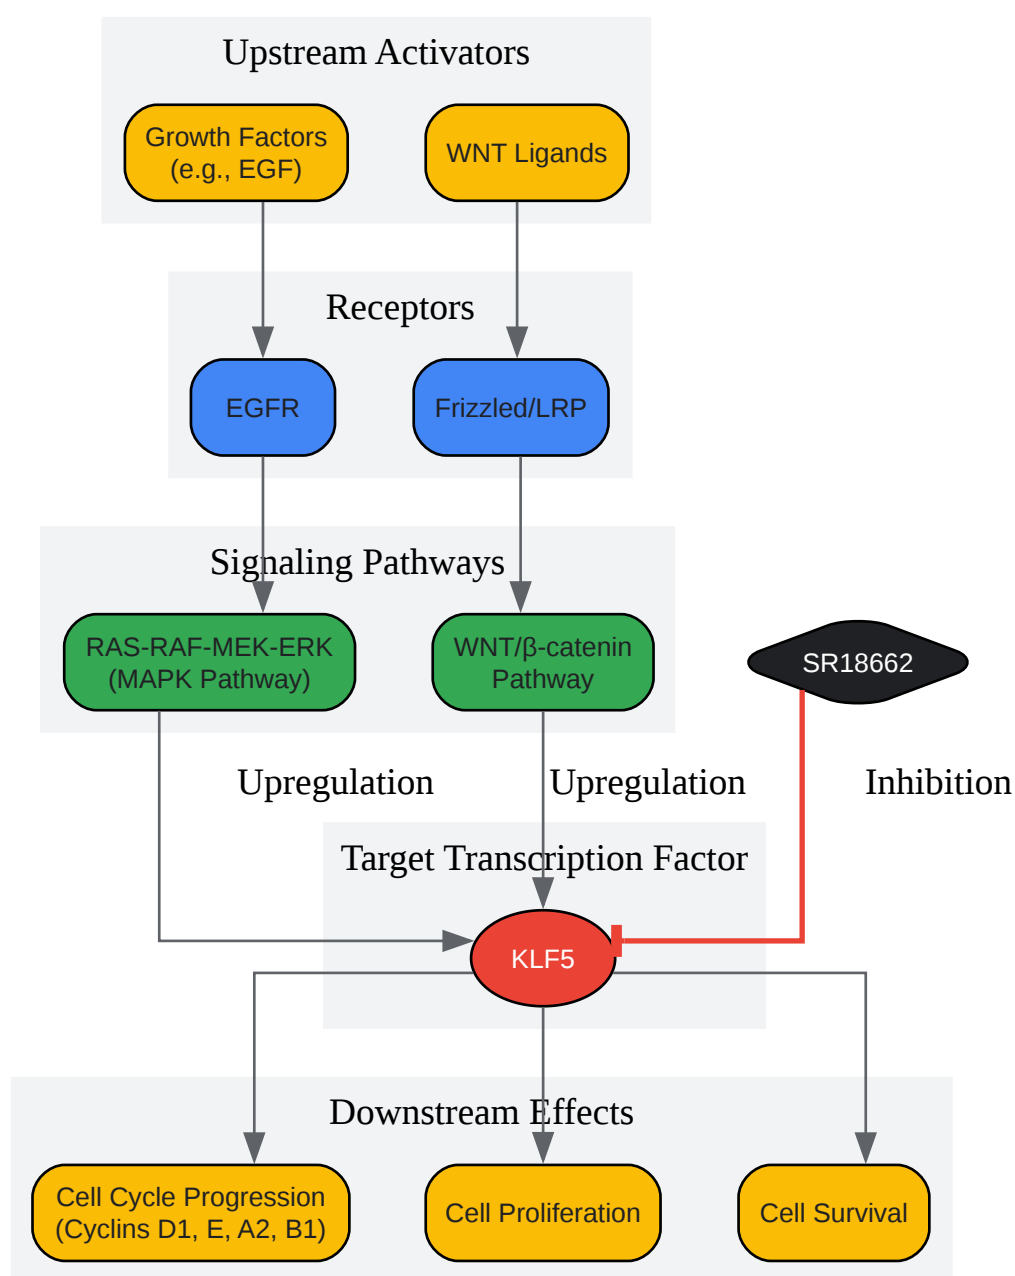 Upstream Activators
Growth Factors
(e.g., EGF)
WNT Ligands
Receptors
EGFR
Frizzled/LRP
Signaling Pathways
RAS-RAF-MEK-ERK
(MAPK Pathway)
WNT/β-catenin
Pathway
SR18662
Upregulation
Upregulation
Inhibition
Target Transcription Factor
KLF5
Downstream Effects
Cell Cycle Progression
(Cyclins D1, E, A2, B1)
Cell Proliferation
Cell Survival